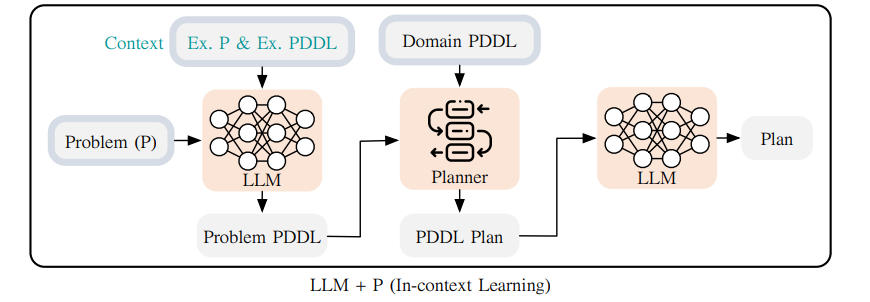 Context
Ex. P & Ex. PDDL
Domain PDDL
Problem (P)
LLM
Planner
LLM
Plan
Problem PDDL
PDDL Plan
LLM + P (In-context Learning)